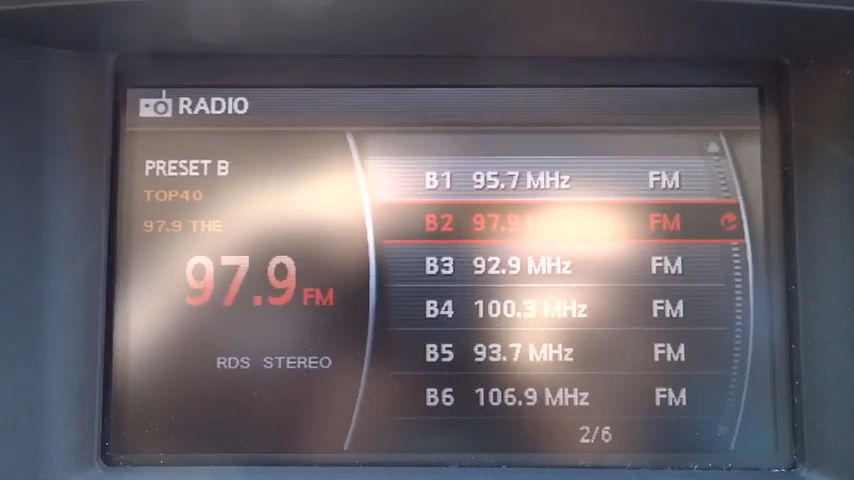 RADIO
PRESET B
TOP40
97.9 THE
97.9 FM
RDS STEREO
B1 95.7 MHz FM
B2 97.9 FM
B3 92.9 MHz FM
B4 100.3 MHz FM
B5 93.7 MHz FM
B6 106.9 MHz FM
2/6